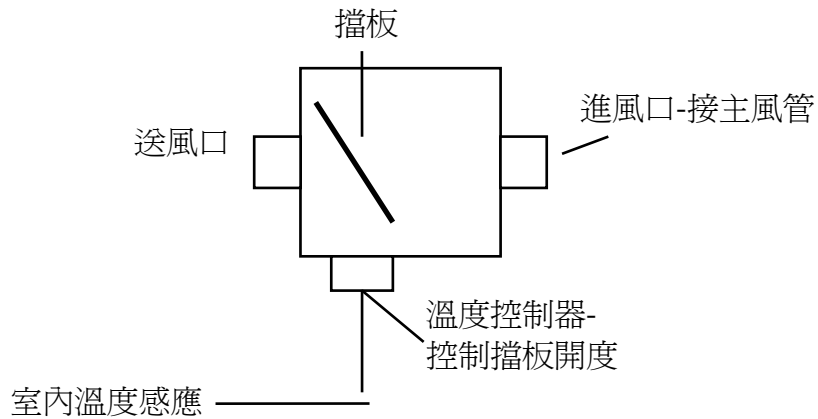 擋板
進風口-接主風管
送風口
溫度控制器-
控制擋板開度
室內溫度感應